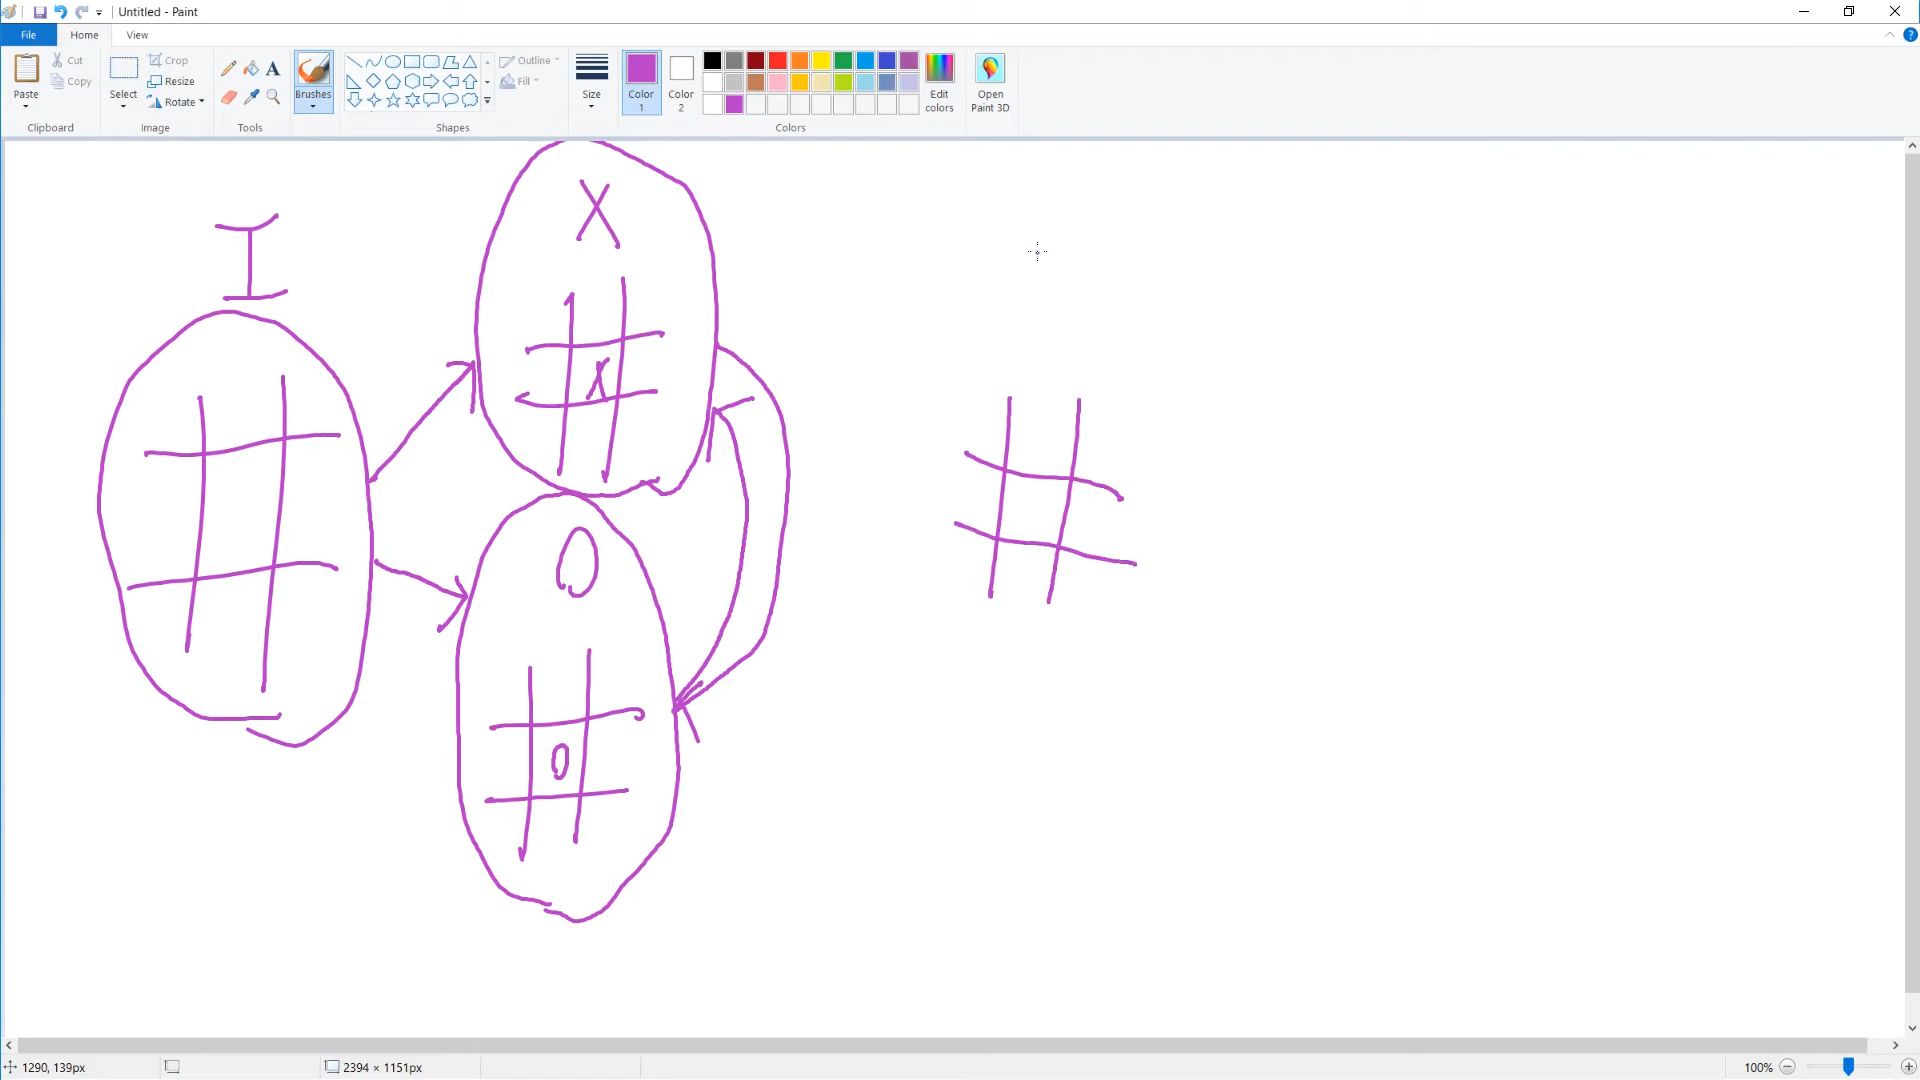 Untitled - Paint
File Home View
Paste
Cut
Copy
Clipboard
Select
Crop
Resize
Rotate
Image
A
Tools
Brushes
Shapes
Outline
Fill
Size
Color 1
Color 2
Colors
Edit colors
Open Paint 3D
I
X
X
O
O
1290, 139px
2394 × 1151px
100%